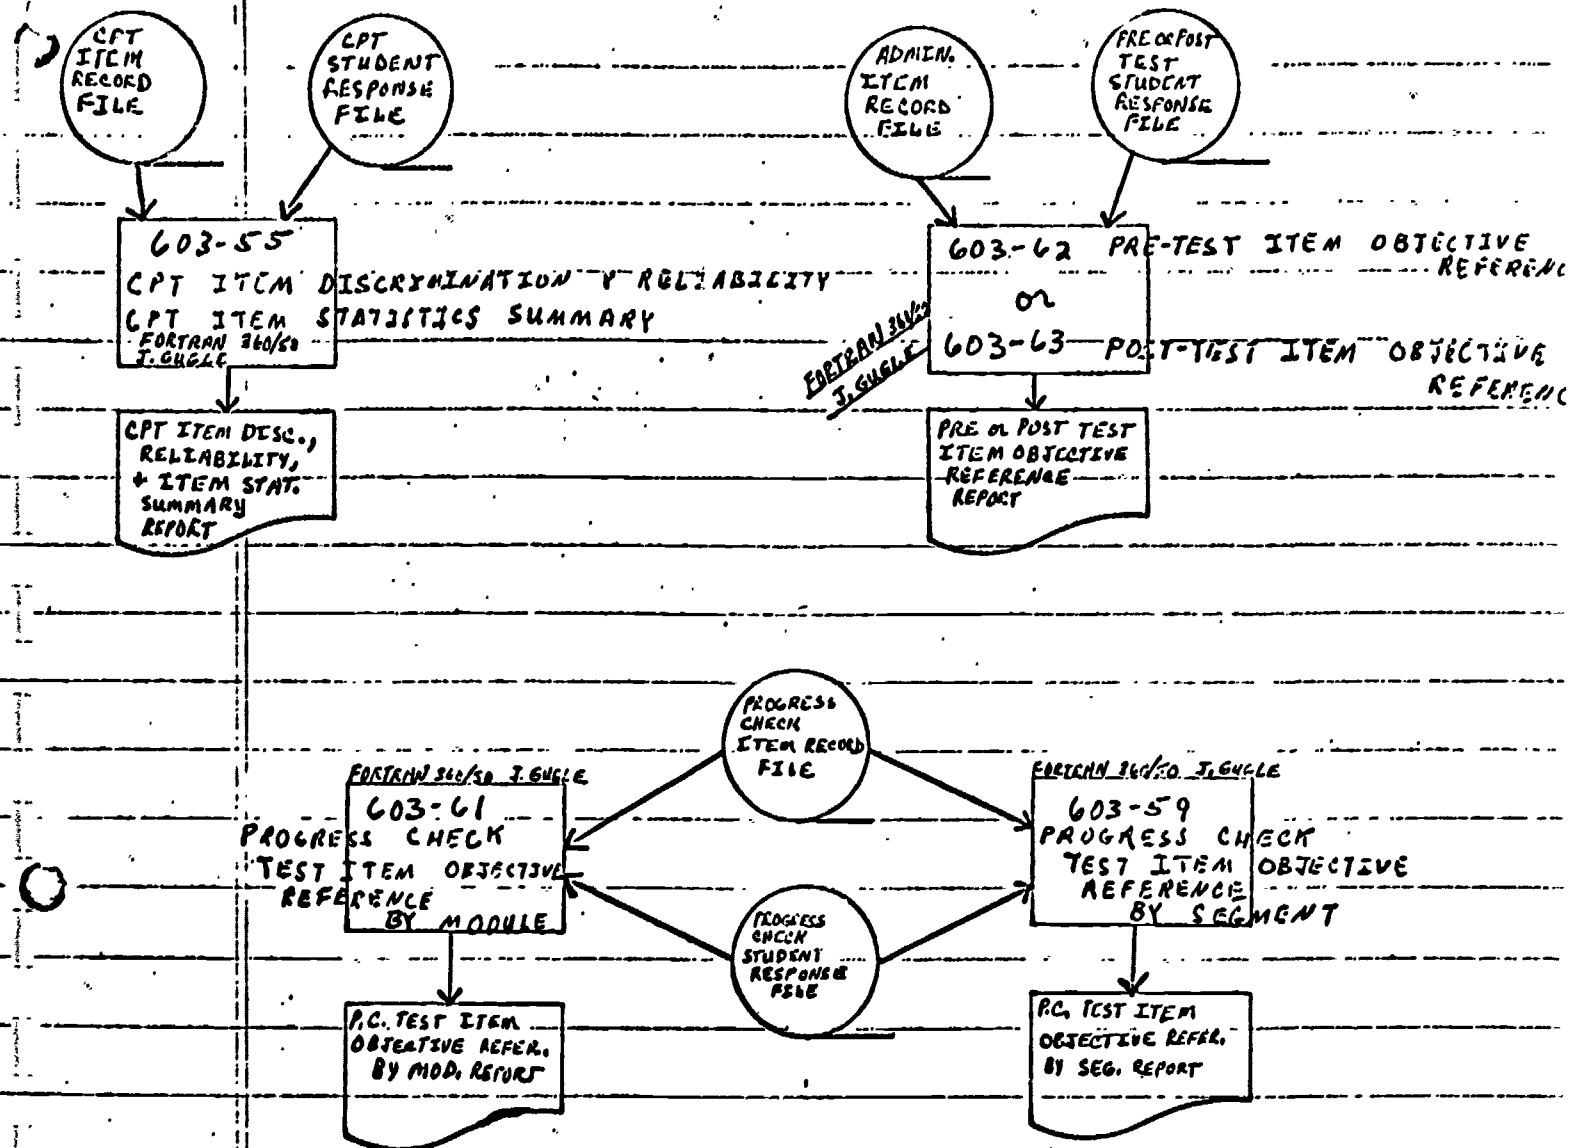 CPT
ITEM
RECORD
FILE
CPT
STUDENT
RESPONSE
FILE
ADMIN.
ITEM
RECORD
FILE
PRE OR POST
TEST
STUDENT
RESPONSE
FILE
603-55
CPT ITEM DISCRIMINATION & RELIABILITY
CPT ITEM STATISTICS SUMMARY
FORTRAN 360/50
J. GUGLE
603-62 PRE-TEST ITEM OBJECTIVE
REFERENC
or
603-63 POST-TEST ITEM OBJECTIVE
REFERENC
FORTRAN 360/50
J. GUGLE
CPT ITEM DISC.,
RELIABILITY,
+ ITEM STAT.
SUMMARY
REPORT
PRE or POST TEST
ITEM OBJECTIVE
REFERENCE
REPORT
PROGRESS
CHECK
ITEM RECORD
FILE
FORTRAN 360/50 J. GUGLE
603-61
PROGRESS CHECK
TEST ITEM OBJECTIVE
REFERENCE
BY MODULE
FORTRAN 360/50 J. GUGLE
603-59
PROGRESS CHECK
TEST ITEM OBJECTIVE
REFERENCE
BY SEGMENT
PROGRESS
CHECK
STUDENT
RESPONSE
FILE
P.C. TEST ITEM
OBJECTIVE REFER.
BY MOD. REPORT
P.C. TEST ITEM
OBJECTIVE REFER.
BY SEG. REPORT